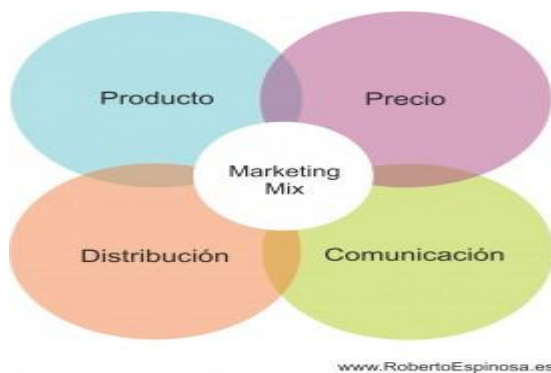 Producto
Precio
Marketing
Mix
Distribución
Comunicación
www.RobertoEspinosa.es